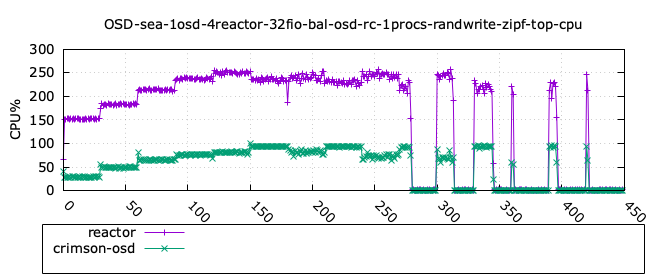 OSD-sea-1osd-4reactor-32fio-bal-osd-rc-1procs-randwrite-zipf-top-cpu
300
250
200
150
100
50
0
CPU%
0 50 100 150 200 250 300 350 400 450
reactor
crimson-osd